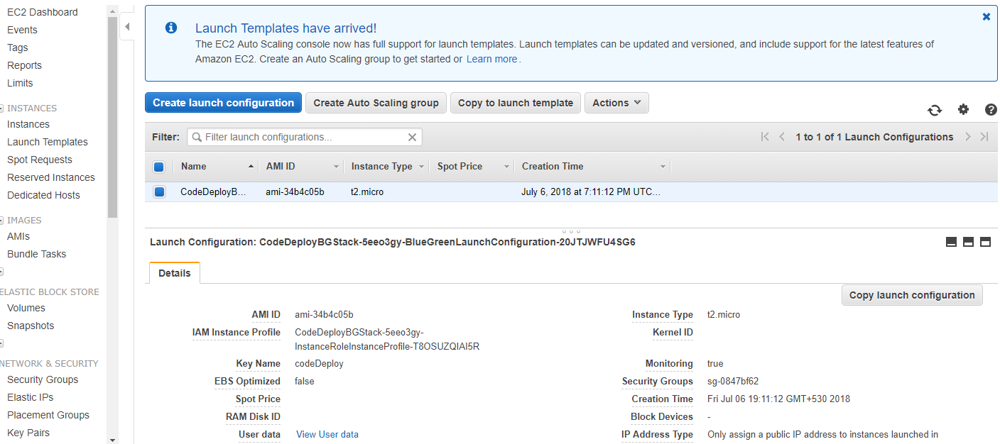 EC2 Dashboard
Events
Tags
Reports
Limits
INSTANCES
Instances
Launch Templates
Spot Requests
Reserved Instances
Dedicated Hosts
IMAGES
AMIs
Bundle Tasks
ELASTIC BLOCK STORE
Volumes
Snapshots
NETWORK & SECURITY
Security Groups
Elastic IPs
Placement Groups
Key Pairs
Launch Templates have arrived!
The EC2 Auto Scaling console now has full support for launch templates. Launch templates can be updated and versioned, and include support for the latest features of
Amazon EC2. Create an Auto Scaling group to get started or Learn more.
Create launch configuration Create Auto Scaling group Copy to launch template Actions
Filter: Filter launch configurations... 1 to 1 of 1 Launch Configurations
Name AMI ID Instance Type Spot Price Creation Time
CodeDeployB... ami-34b4c05b t2.micro July 6, 2018 at 7:11:12 PM UTC...
Launch Configuration: CodeDeployBGStack-5eeo3gy-BlueGreenLaunchConfiguration-20JTJWFU4SG6
Details
Copy launch configuration
AMI ID ami-34b4c05b Instance Type t2.micro
IAM Instance Profile CodeDeployBGStack-5eeo3gy- Kernel ID
InstanceRoleInstanceProfile-T8OSUZQIAI5R
Key Name codeDeploy Monitoring true
EBS Optimized false Security Groups sg-0847bf62
Spot Price Creation Time Fri Jul 06 19:11:12 GMT+530 2018
RAM Disk ID Block Devices -
User data View User data IP Address Type Only assign a public IP address to instances launched in